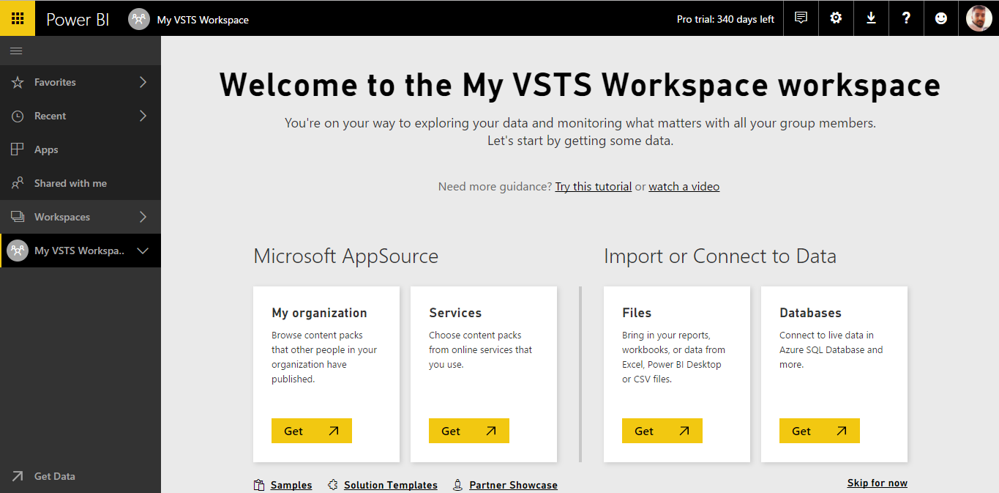 Power BI
My VSTS Workspace
Pro trial: 340 days left
Favorites
Recent
Apps
Shared with me
Workspaces
My VSTS Workspa..
Get Data
Welcome to the My VSTS Workspace workspace
You're on your way to exploring your data and monitoring what matters with all your group members.
Let's start by getting some data.
Need more guidance? Try this tutorial or watch a video
Microsoft AppSource
My organization
Browse content packs
that other people in your
organization have
published.
Get
Services
Choose content packs
from online services that
you use.
Get
Import or Connect to Data
Files
Bring in your reports,
workbooks, or data from
Excel, Power BI Desktop
or CSV files.
Get
Databases
Connect to live data in
Azure SQL Database and
more.
Get
Samples
Solution Templates
Partner Showcase
Skip for now